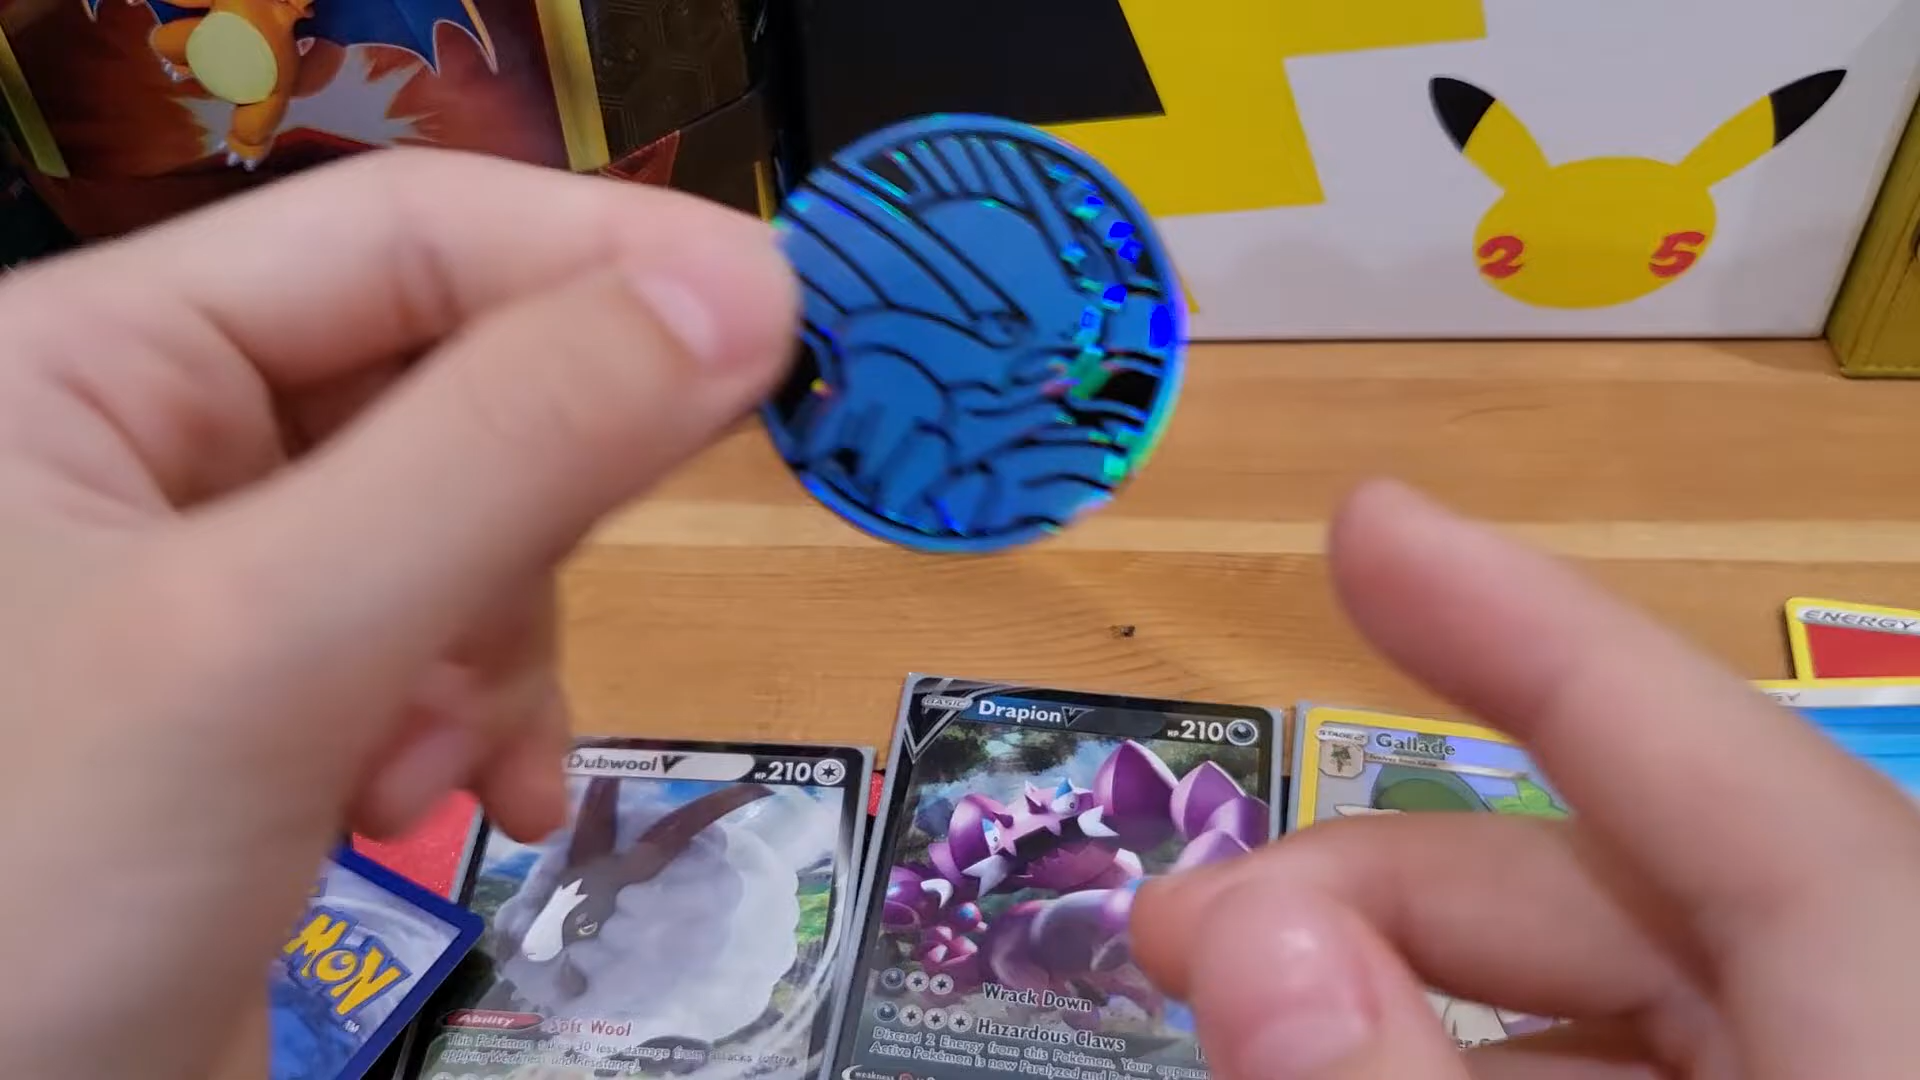 2 5
ENERGY
BASIC
Drapion V
HP 210
STAGE 2
Gallade
Dubwool V
HP 210
MON
TM
Wrack Down
Hazardous Claws
Discard 2 Energy from this Pokémon. Your
Active Pokémon is now Paralyzed and
weakness
Ability
Soft Wool
This Pokémon takes 30 less damage from attacks (after
applying Weakness and Resistance).